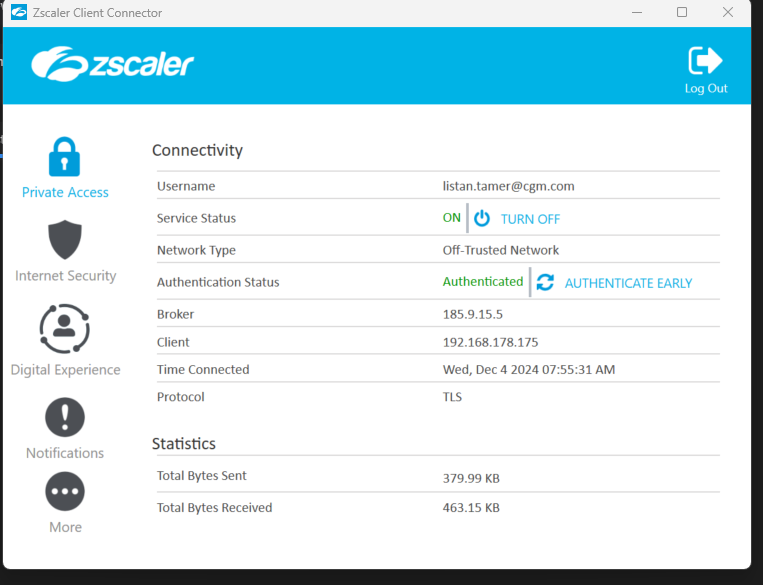 Zscaler Client Connector
zscaler
Log Out
Private Access
Internet Security
Digital Experience
Notifications
More
Connectivity
Username listan.tamer@cgm.com
Service Status ON TURN OFF
Network Type Off-Trusted Network
Authentication Status Authenticated AUTHENTICATE EARLY
Broker 185.9.15.5
Client 192.168.178.175
Time Connected Wed, Dec 4 2024 07:55:31 AM
Protocol TLS
Statistics
Total Bytes Sent 379.99 KB
Total Bytes Received 463.15 KB